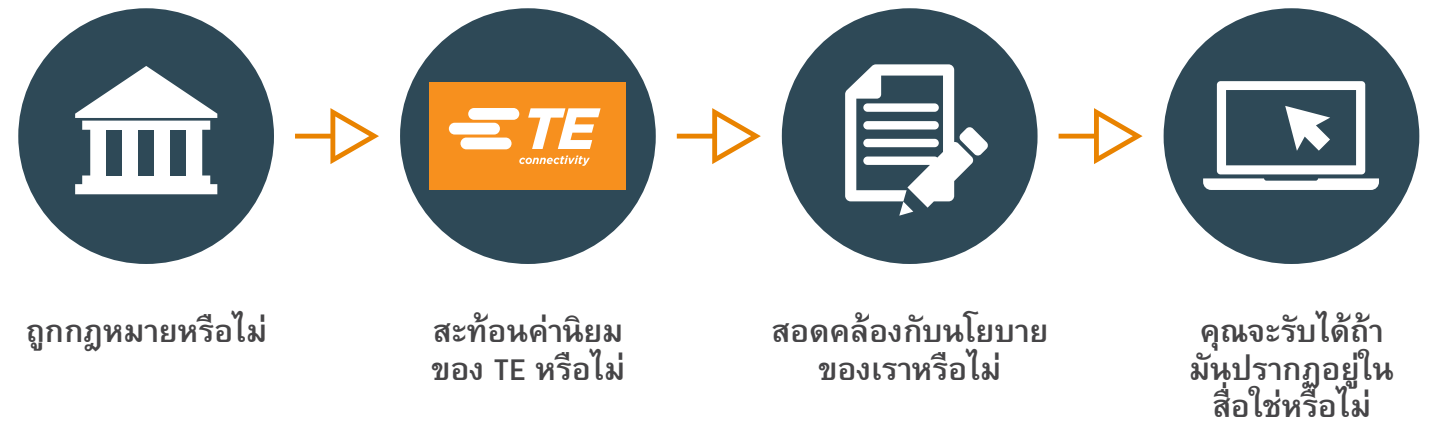 TE
connectivity
ถูกกฎหมายหรือไม่
สะท้อนค่านิยม
ของ TE หรือไม่
สอดคล้องกับนโยบาย
ของเราหรือไม่
คุณจะรับได้ถ้า
มันปรากฏอยู่ใน
สื่อใช่หรือไม่